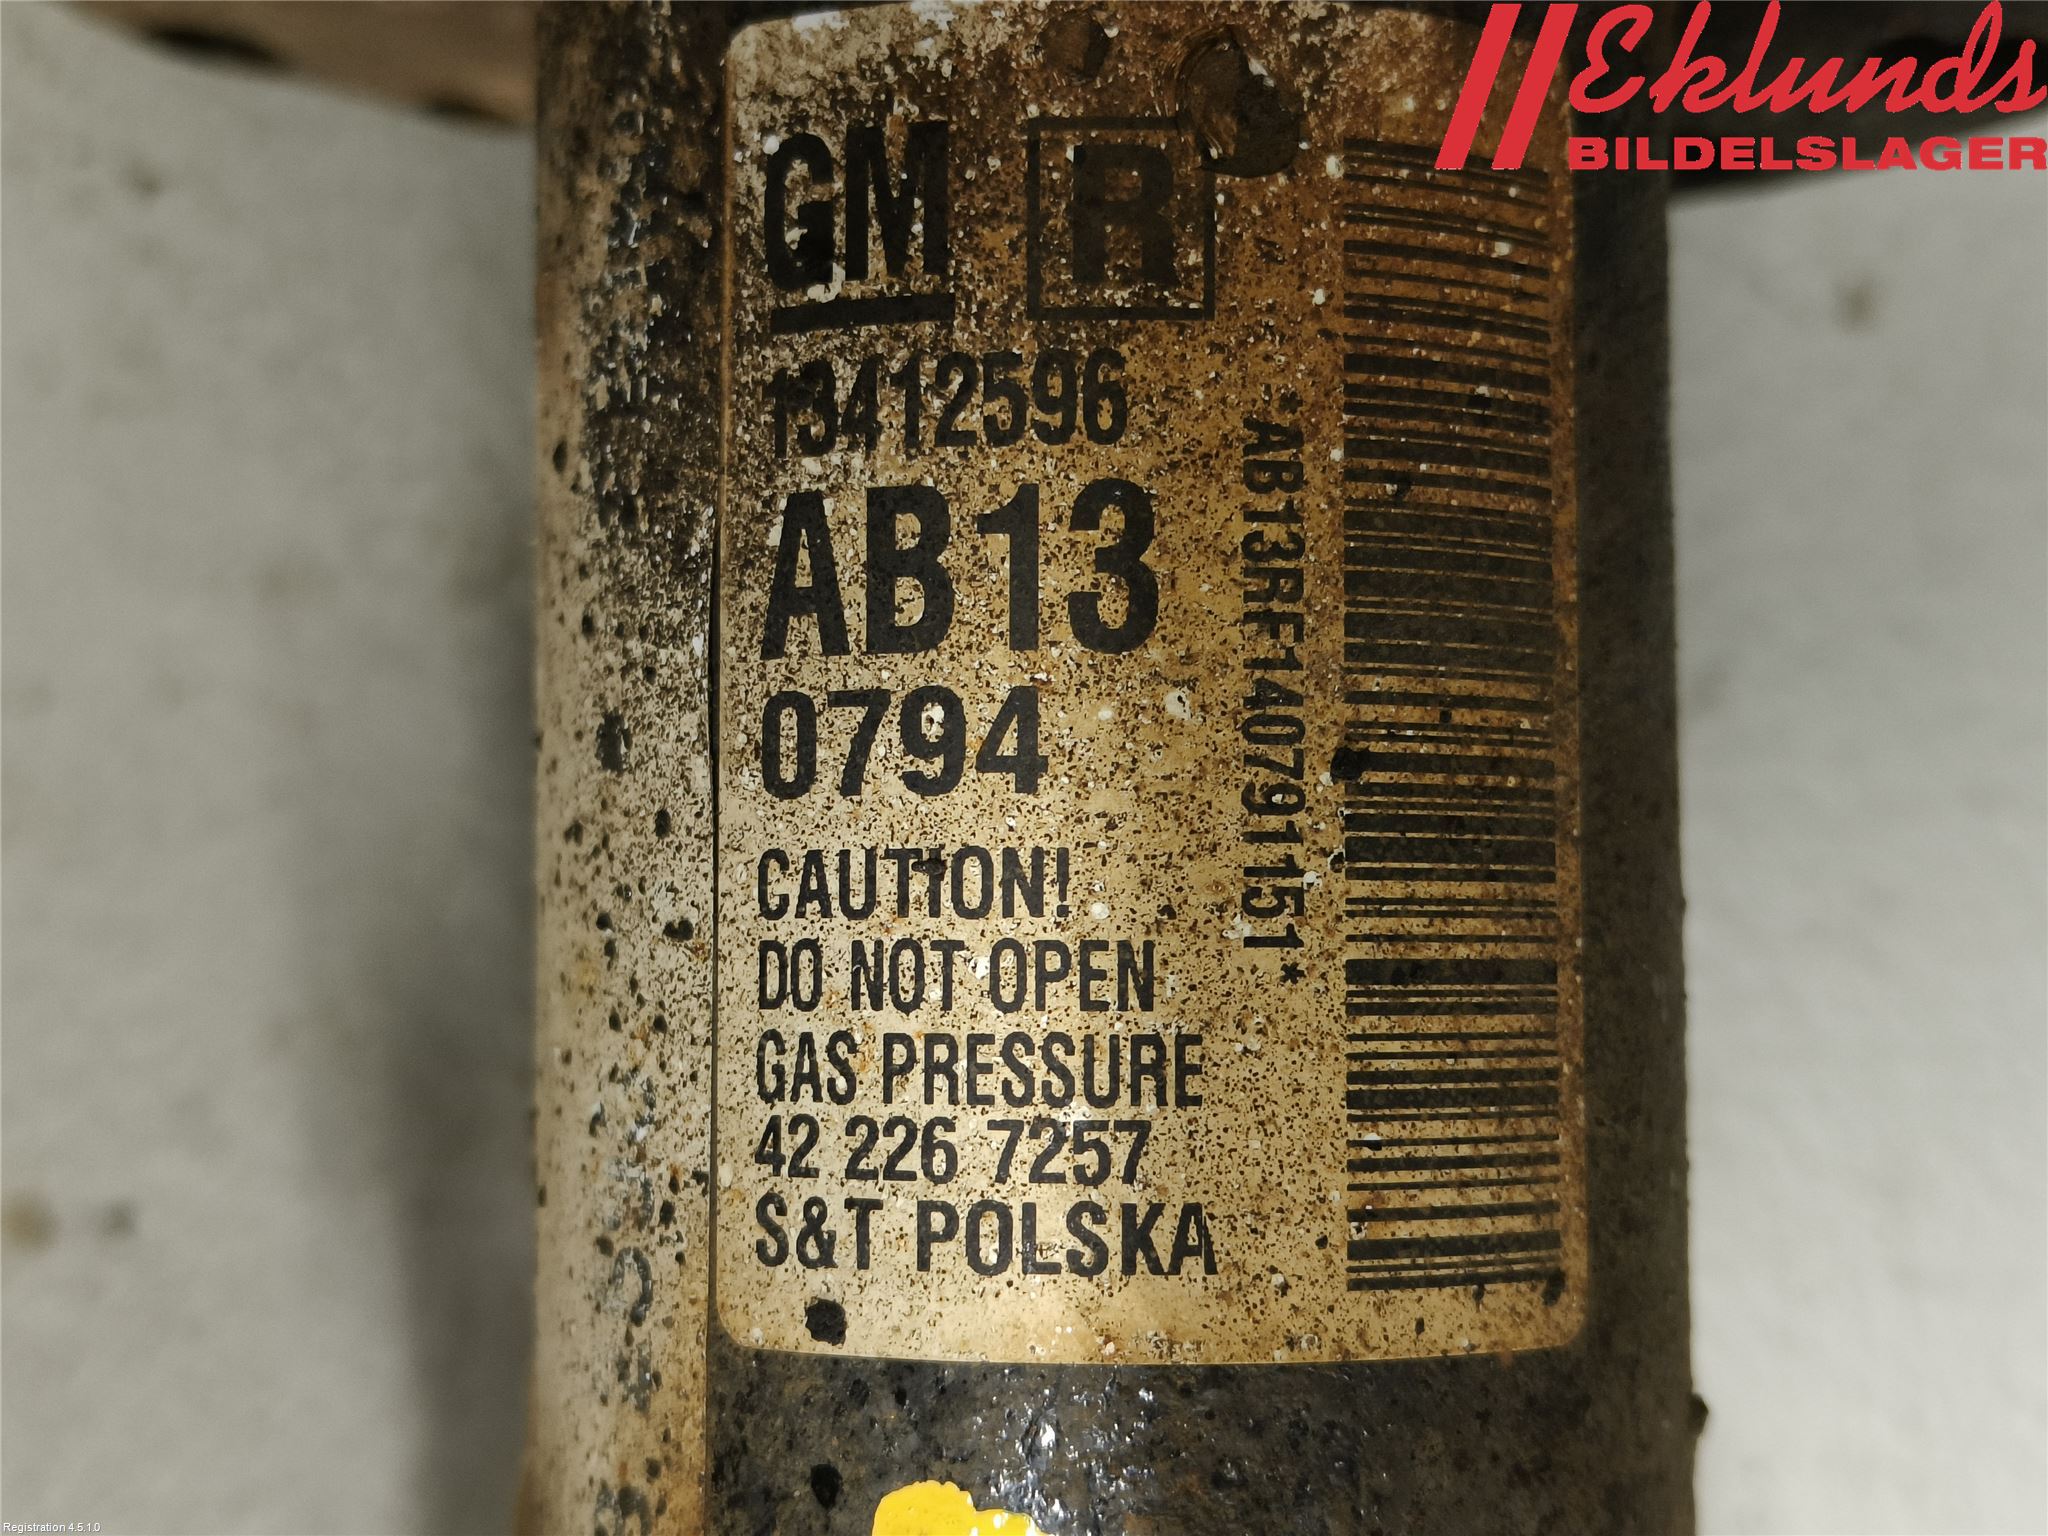 Eklunds
BILDELSLAGER
GM R
13412596
AB13
0794
CAUTION!
DO NOT OPEN
GAS PRESSURE
42 226 7257
S&T POLSKA
*AB13RF140791151*
Registration 4.5.1.0